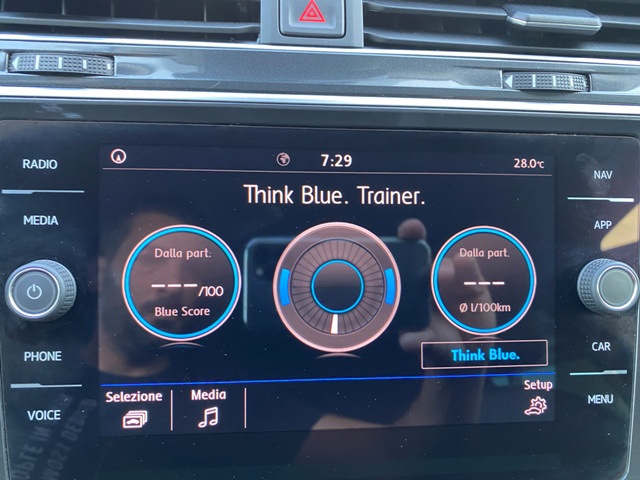 RADIO
MEDIA
PHONE
VOICE
7:29
28.0°C
Think Blue. Trainer.
Dalla part.
---/100
Blue Score
Dalla part.
---
Ø l/100km
Think Blue.
Selezione
Media
Setup
NAV
APP
CAR
MENU